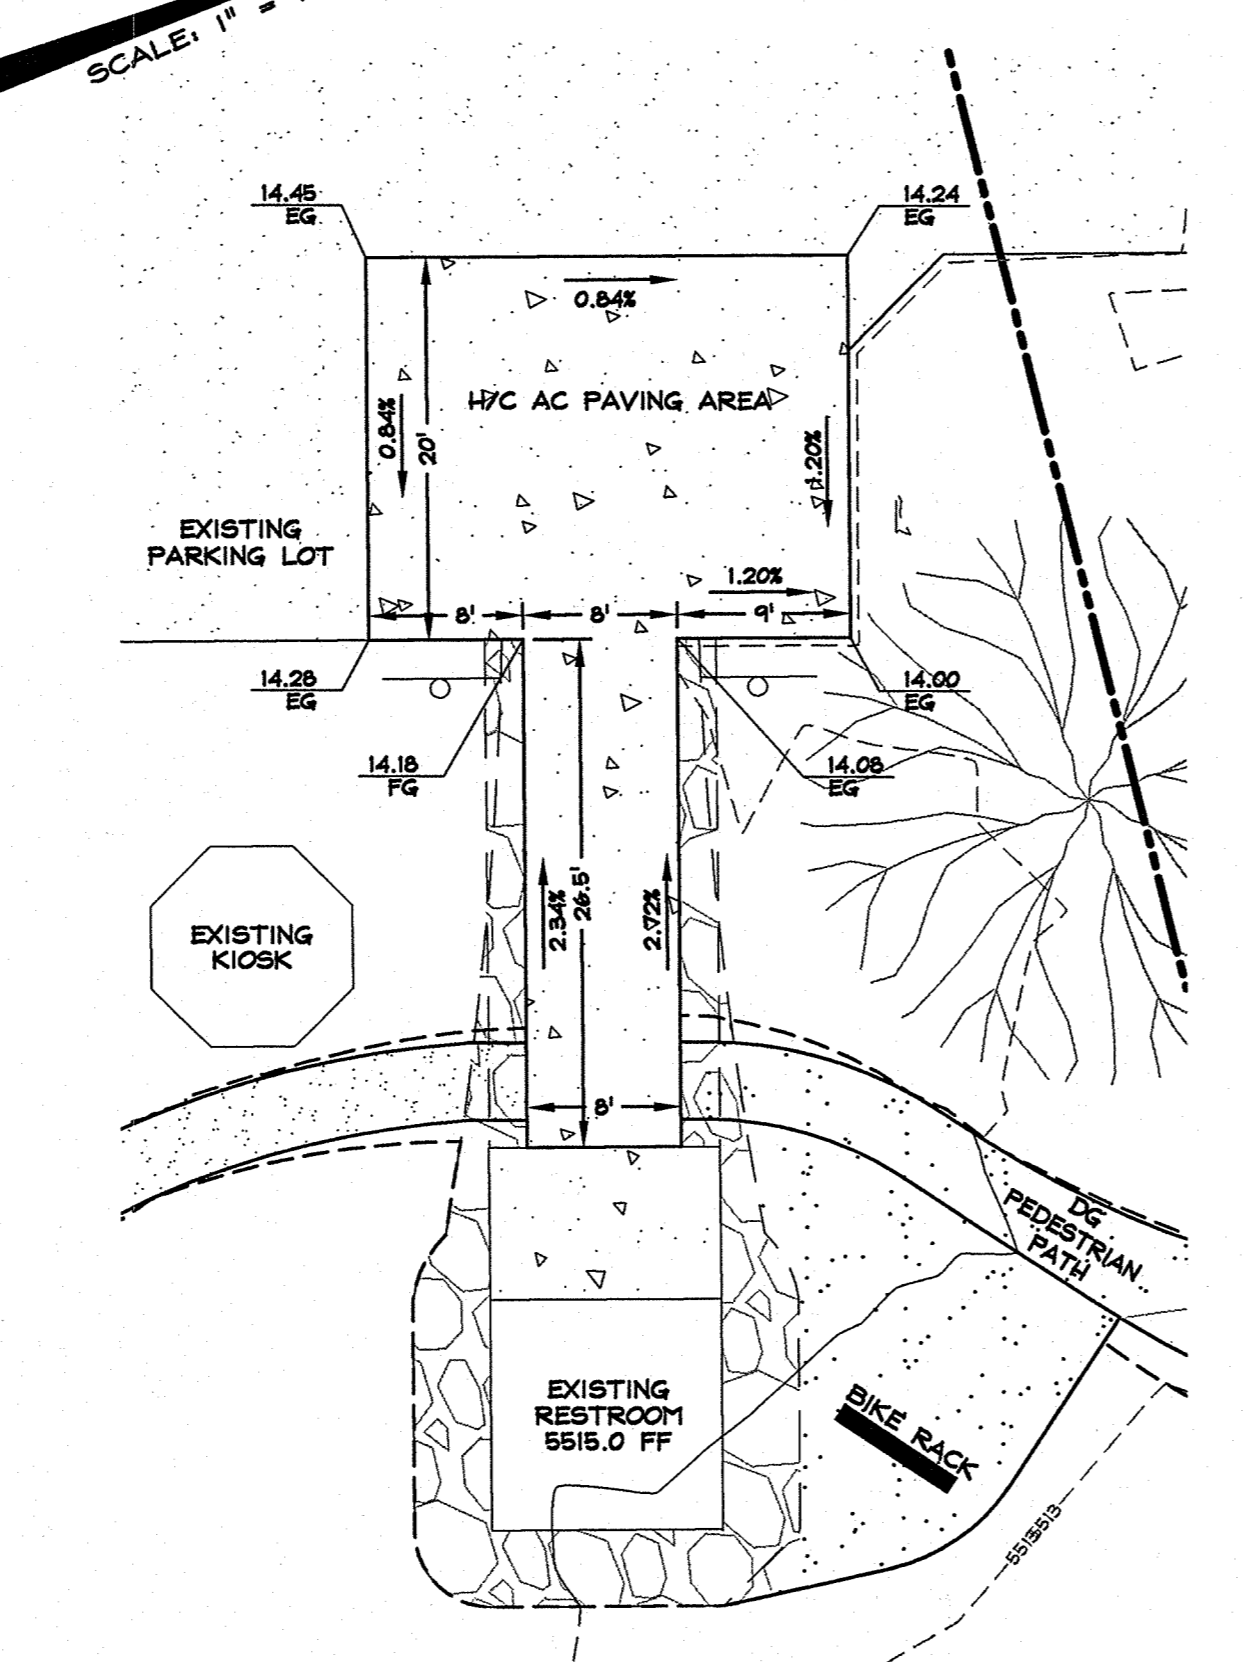 SCALE: 1" =
14.45
EG
14.24
EG
0.84%
H/C AC PAVING AREA
0.84%
20'
1.20%
EXISTING
PARKING LOT
1.20%
8'
8'
9'
14.28
EG
14.00
EG
14.18
FG
14.08
EG
2.34%
26.5'
2.72%
EXISTING
KIOSK
8'
DG
PEDESTRIAN
PATH
EXISTING
RESTROOM
5515.0 FF
BIKE RACK
5513